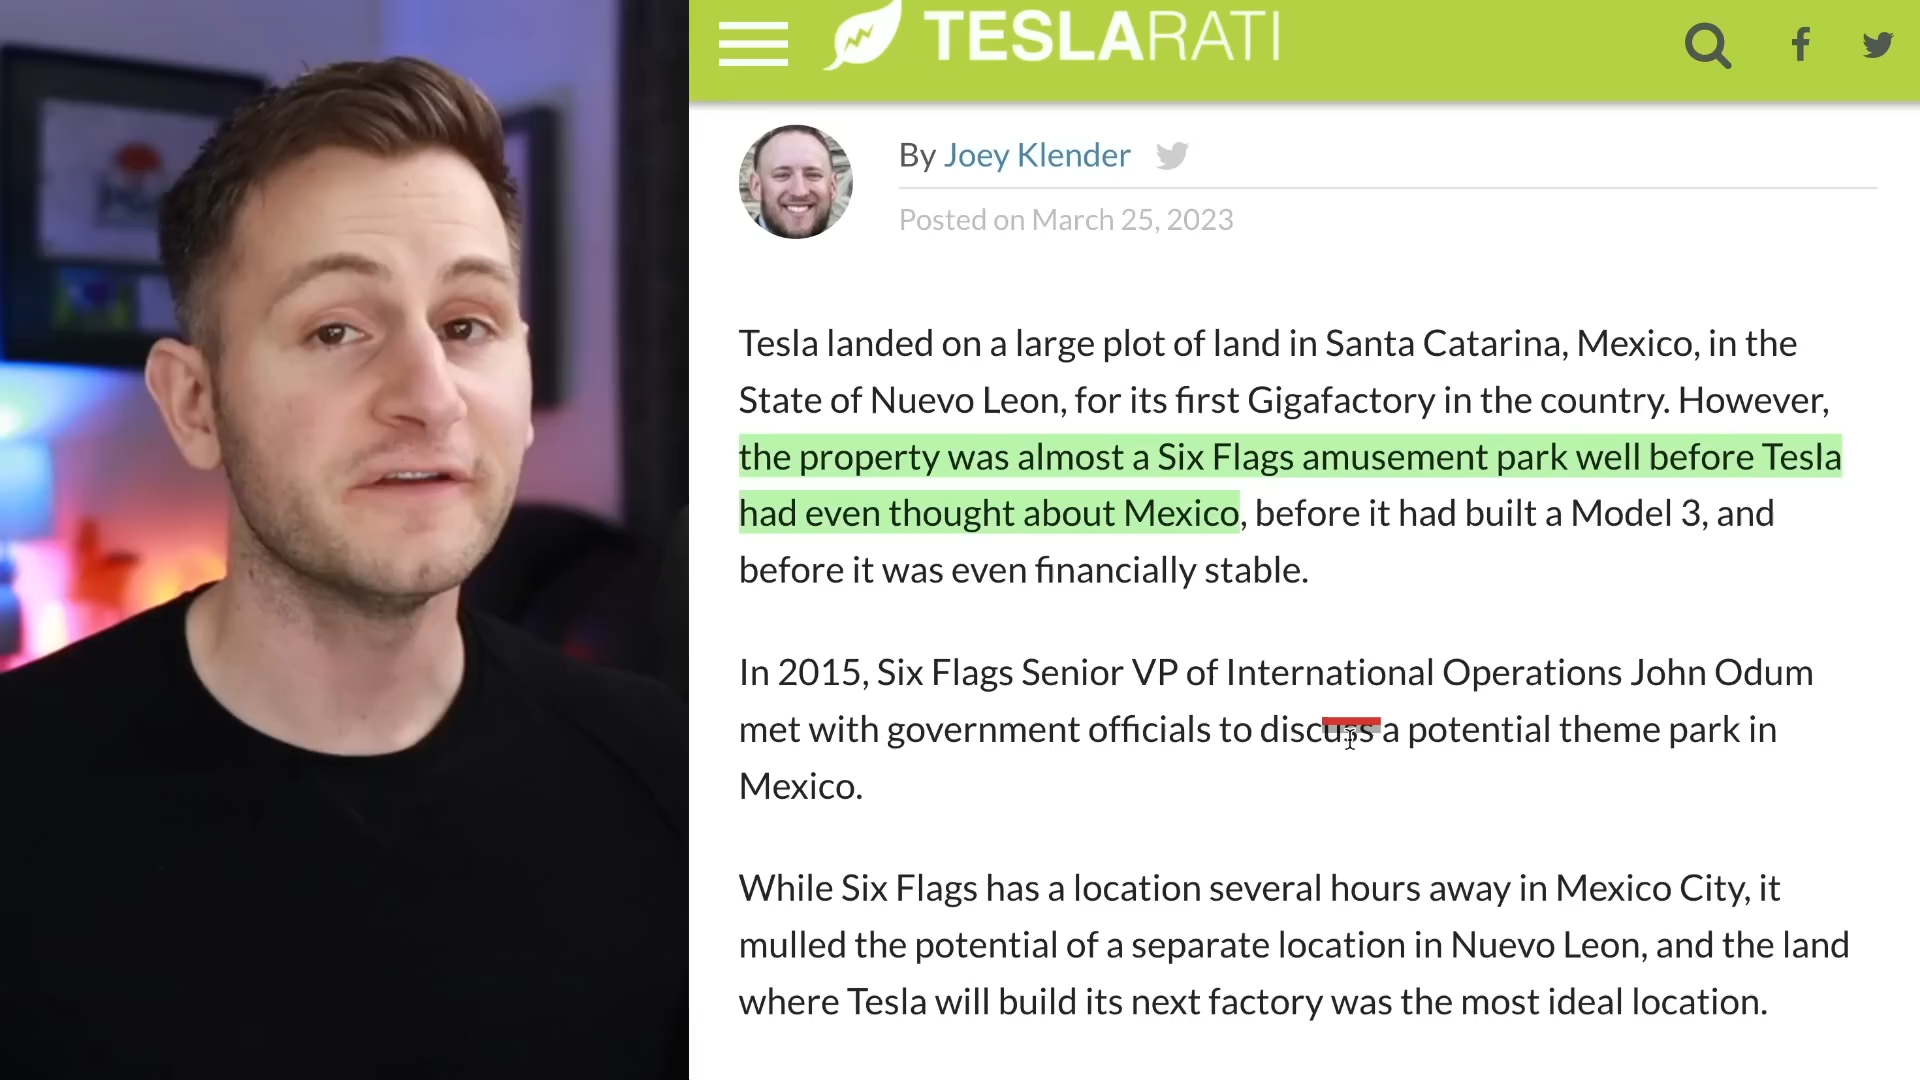 TESLARATI
By Joey Klender
Posted on March 25, 2023
Tesla landed on a large plot of land in Santa Catarina, Mexico, in the
State of Nuevo Leon, for its first Gigafactory in the country. However,
the property was almost a Six Flags amusement park well before Tesla
had even thought about Mexico, before it had built a Model 3, and
before it was even financially stable.
In 2015, Six Flags Senior VP of International Operations John Odum
met with government officials to discuss a potential theme park in
Mexico.
While Six Flags has a location several hours away in Mexico City, it
mulled the potential of a separate location in Nuevo Leon, and the land
where Tesla will build its next factory was the most ideal location.